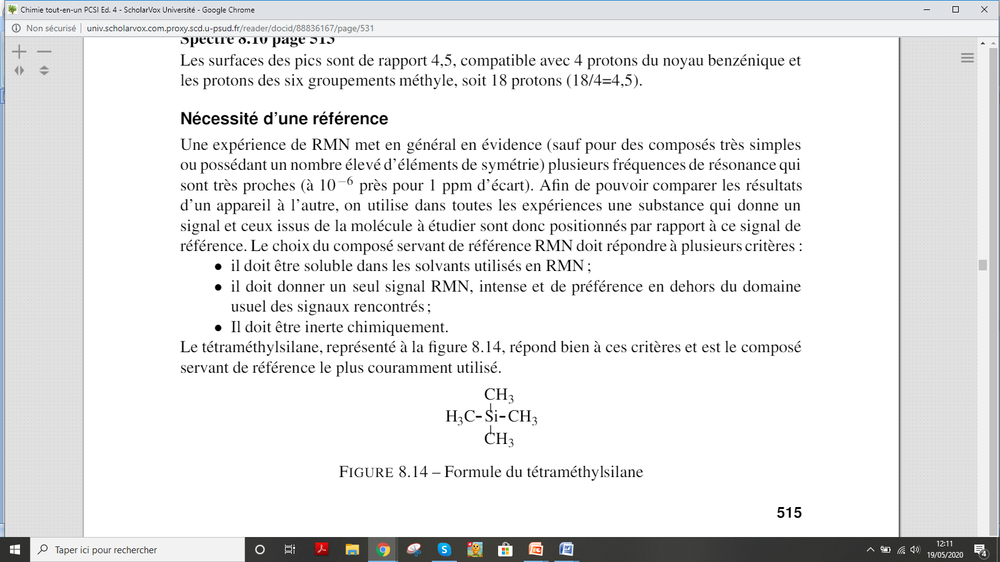 Chimie tout-en-un PCSI Ed. 4 - ScholarVox Université - Google Chrome
Non sécurisé | univ.scholarvox.com.proxy.scd.u-psud.fr/reader/docid/88836167/page/531
Spectre 8.10 page 513
Les surfaces des pics sont de rapport 4,5, compatible avec 4 protons du noyau benzénique et
les protons des six groupements méthyle, soit 18 protons (18/4=4,5).
Nécessité d'une référence
Une expérience de RMN met en général en évidence (sauf pour des composés très simples
ou possédant un nombre élevé d'éléments de symétrie) plusieurs fréquences de résonance qui
sont très proches (à 10⁻⁶ près pour 1 ppm d'écart). Afin de pouvoir comparer les résultats
d'un appareil à l'autre, on utilise dans toutes les expériences une substance qui donne un
signal et ceux issus de la molécule à étudier sont donc positionnés par rapport à ce signal de
référence. Le choix du composé servant de référence RMN doit répondre à plusieurs critères :
• il doit être soluble dans les solvants utilisés en RMN ;
• il doit donner un seul signal RMN, intense et de préférence en dehors du domaine
usuel des signaux rencontrés ;
• Il doit être inerte chimiquement.
Le tétraméthylsilane, représenté à la figure 8.14, répond bien à ces critères et est le composé
servant de référence le plus couramment utilisé.
CH₃
H₃C-Si-CH₃
CH₃
FIGURE 8.14 – Formule du tétraméthylsilane
515
Taper ici pour rechercher
12:11
19/05/2020
4